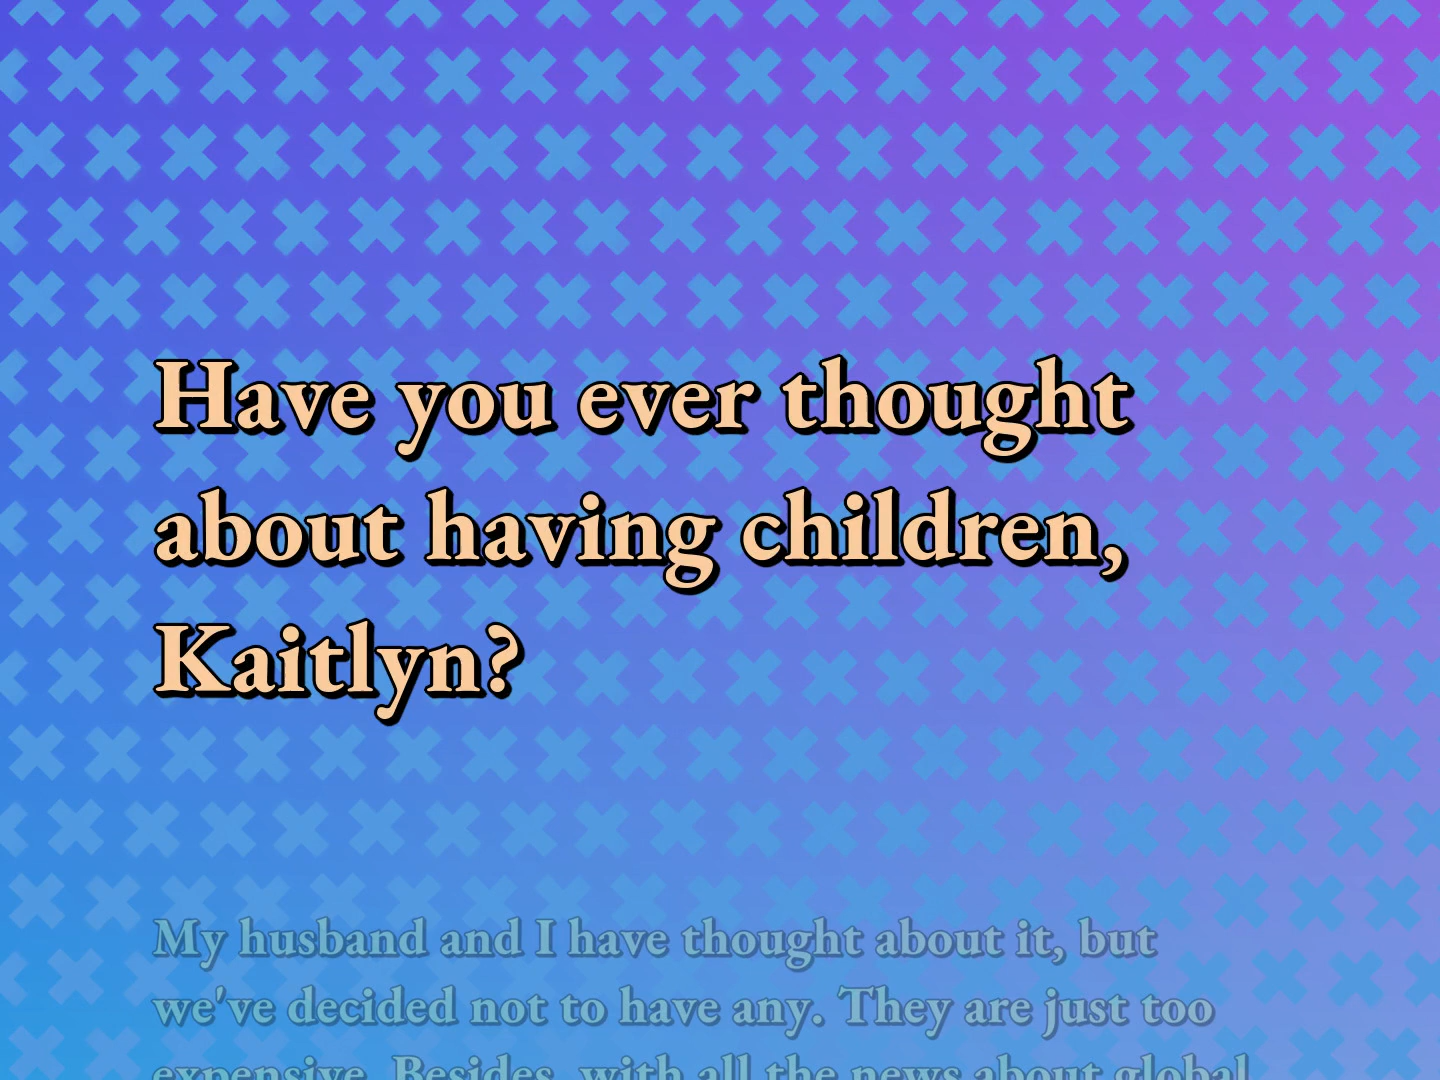 Have you ever thought
about having children,
Kaitlyn?
My husband and I have thought about it, but
we've decided not to have any. They are just too
expensive. Besides, with all the news about global